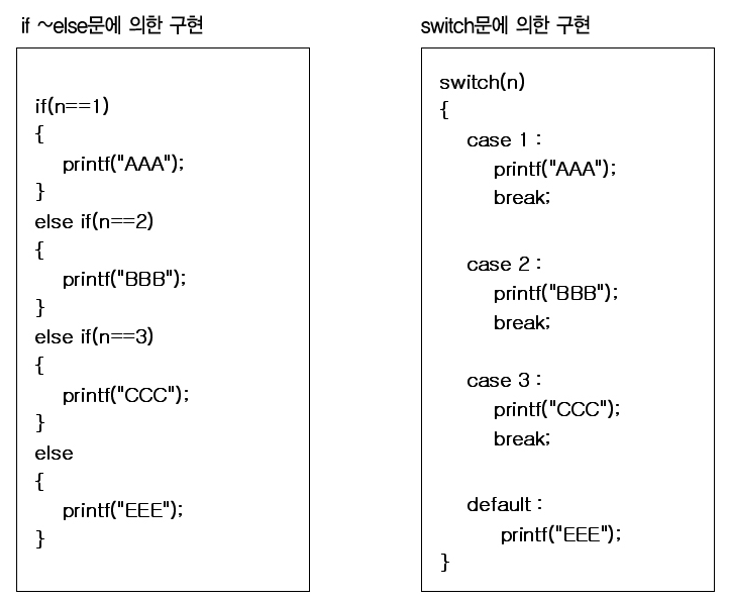 if ~else문에 의한 구현
if(n==1)
{
printf("AAA");
}
else if(n==2)
{
printf("BBB");
}
else if(n==3)
{
printf("CCC");
}
else
{
printf("EEE");
}
switch문에 의한 구현
switch(n)
{
case 1 :
printf("AAA");
break;
case 2 :
printf("BBB");
break;
case 3 :
printf("CCC");
break;
default :
printf("EEE");
}